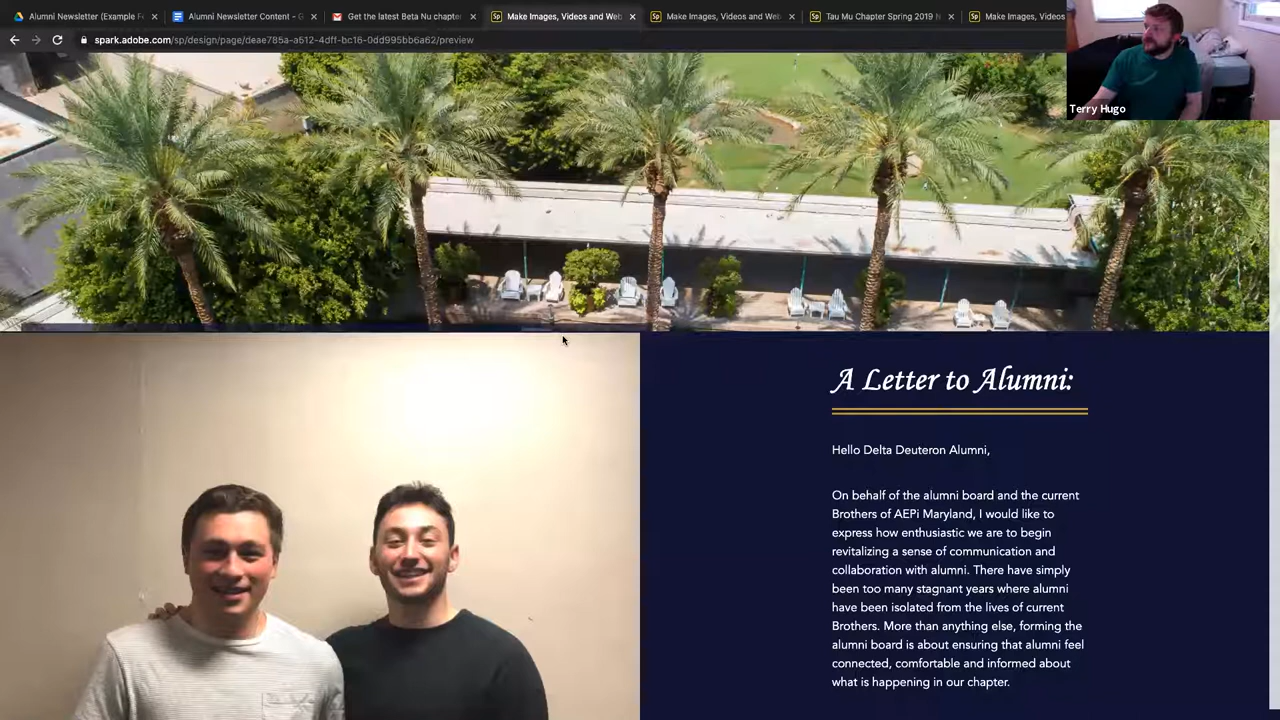 Alumni Newsletter (Example F
Alumni Newsletter Content - G
Get the latest Beta Nu chapter
Make Images, Videos and Web
Make Images, Videos and Web
Tau Mu Chapter Spring 2019 N
Make Images, Videos
spark.adobe.com/sp/design/page/deae785a-a512-4dff-bc16-0dd995bb6a62/preview
Terry Hugo
A Letter to Alumni:
Hello Delta Deuteron Alumni,
On behalf of the alumni board and the current
Brothers of AEPi Maryland, I would like to
express how enthusiastic we are to begin
revitalizing a sense of communication and
collaboration with alumni. There have simply
been too many stagnant years where alumni
have been isolated from the lives of current
Brothers. More than anything else, forming the
alumni board is about ensuring that alumni feel
connected, comfortable and informed about
what is happening in our chapter.